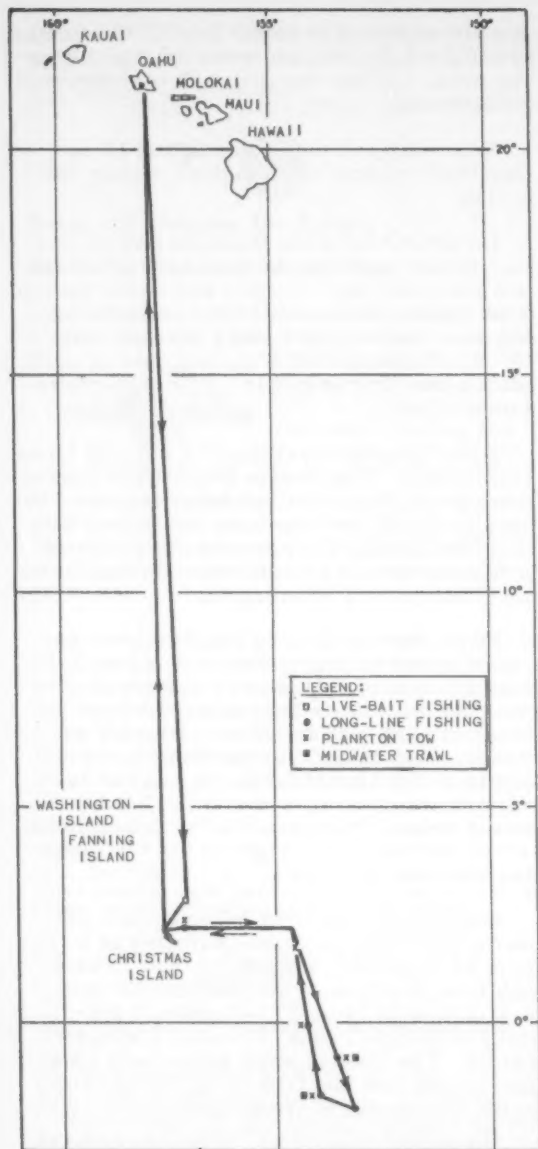 160° 155° 150°
KAUAI
OAHU
MOLOKAI
MAUI
HAWAII
20°
15°
10°
LEGEND:
LIVE-BAIT FISHING
LONG-LINE FISHING
x PLANKTON TOW
MIDWATER TRAWL
5°
WASHINGTON
ISLAND
FANNING
ISLAND
CHRISTMAS
ISLAND
0°